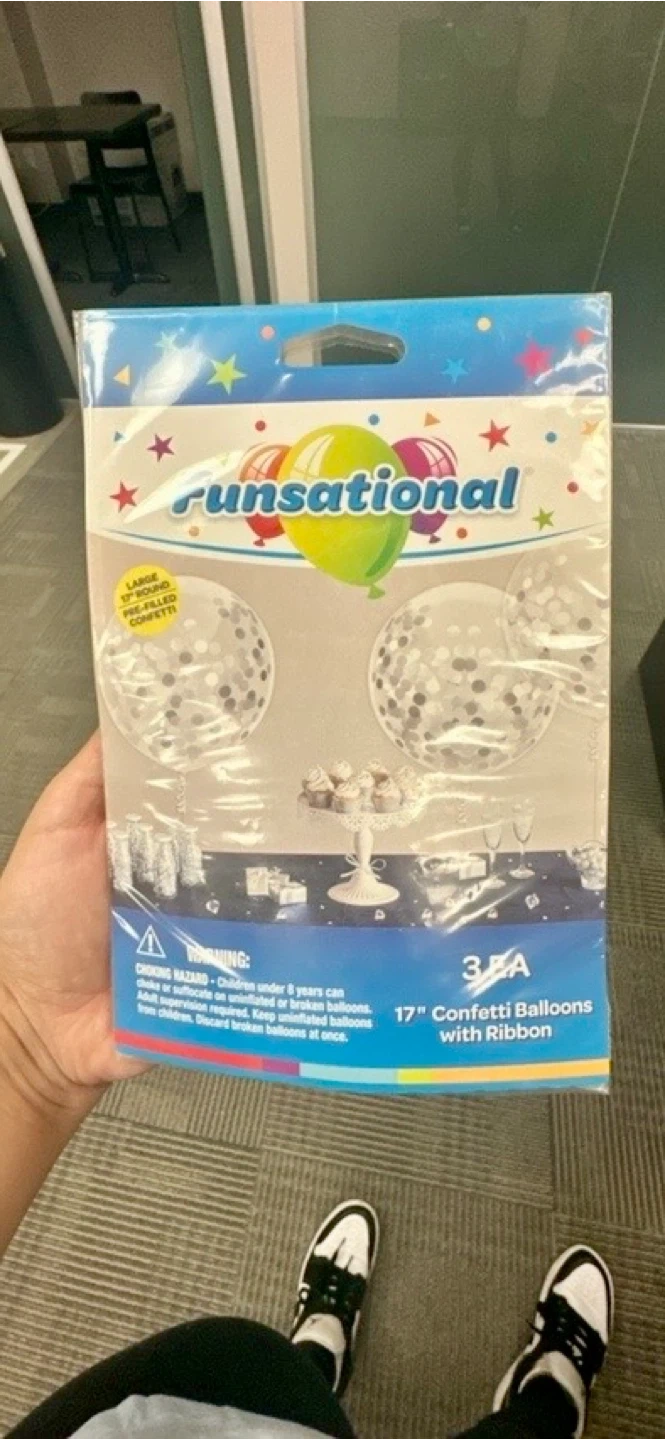 Funsational
LARGE
17" ROUND
PRE-FILLED
CONFETTI
WARNING:
CHOKING HAZARD - Children under 8 years can
choke or suffocate on uninflated or broken balloons.
Adult supervision required. Keep uninflated balloons
from children. Discard broken balloons at once.
3 EA
17" Confetti Balloons
with Ribbon